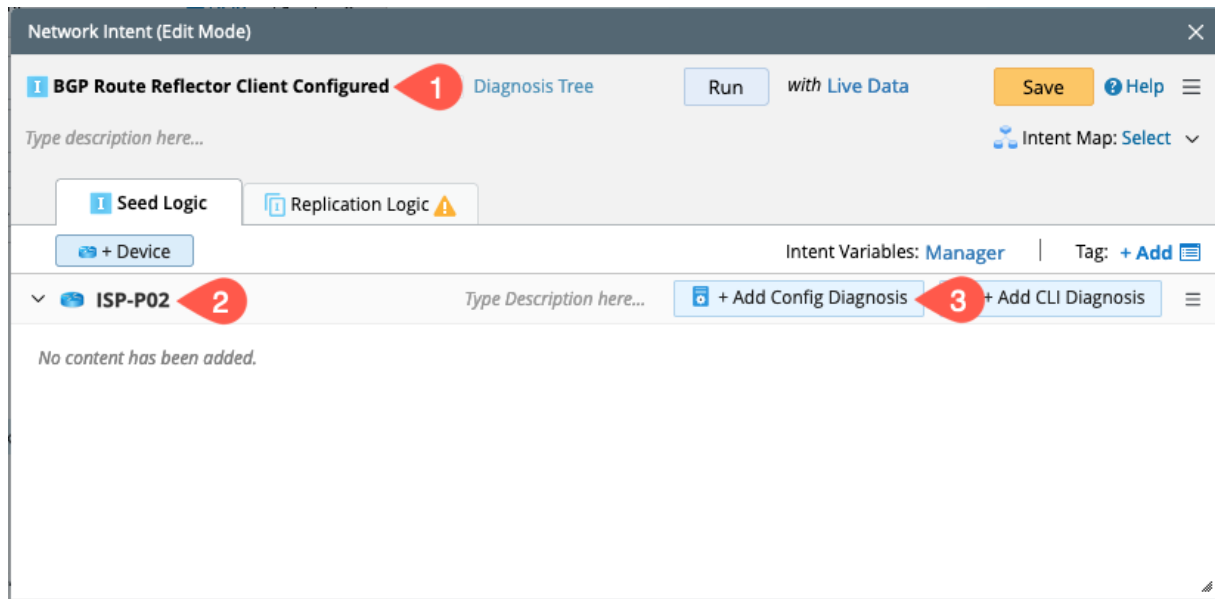 Network Intent (Edit Mode)
I BGP Route Reflector Client Configured 1 Diagnosis Tree Run with Live Data Save ? Help
Type description here... Intent Map: Select
I Seed Logic I Replication Logic
+ Device Intent Variables: Manager | Tag: + Add
ISP-P02 2 Type Description here... + Add Config Diagnosis 3 + Add CLI Diagnosis
No content has been added.